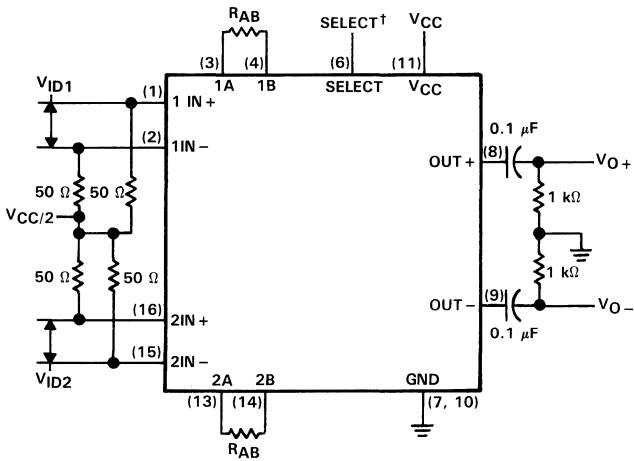 RAB
SELECT†
VCC
(3)
(4)
(6)
(11)
1A
1B
SELECT
VCC
VID1
(1)
1 IN+
(2)
1IN-
50 Ω
50 Ω
VCC/2
50 Ω
50 Ω
(16)
2IN+
(15)
2IN-
VID2
0.1 μF
OUT+
(8)
VO+
1 kΩ
1 kΩ
OUT-
(9)
VO-
0.1 μF
2A
2B
GND
(13)
(14)
(7, 10)
RAB